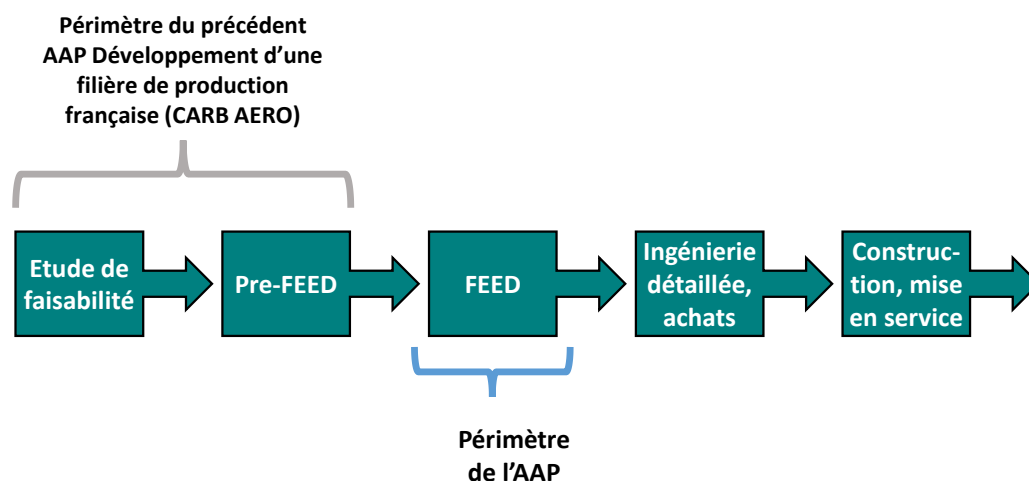 Périmètre du précédent
AAP Développement d’une
filière de production
française (CARB AERO)
Etude de
faisabilité
Pre-FEED
FEED
Ingénierie
détaillée,
achats
Construc-
tion, mise
en service
Périmètre
de l’AAP